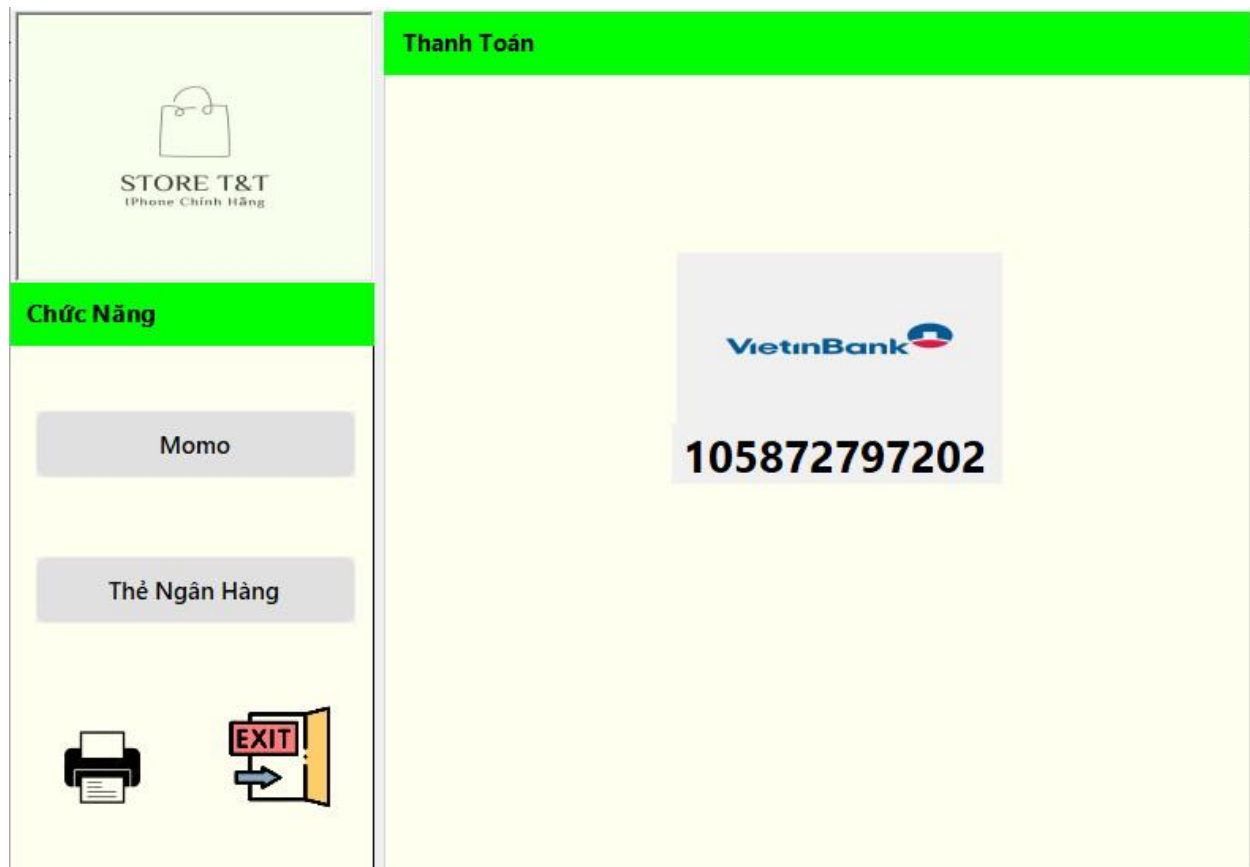 STORE T&T
IPhone Chính Hãng
Chức Năng
Momo
Thẻ Ngân Hàng
EXIT
Thanh Toán
VietinBank
105872797202